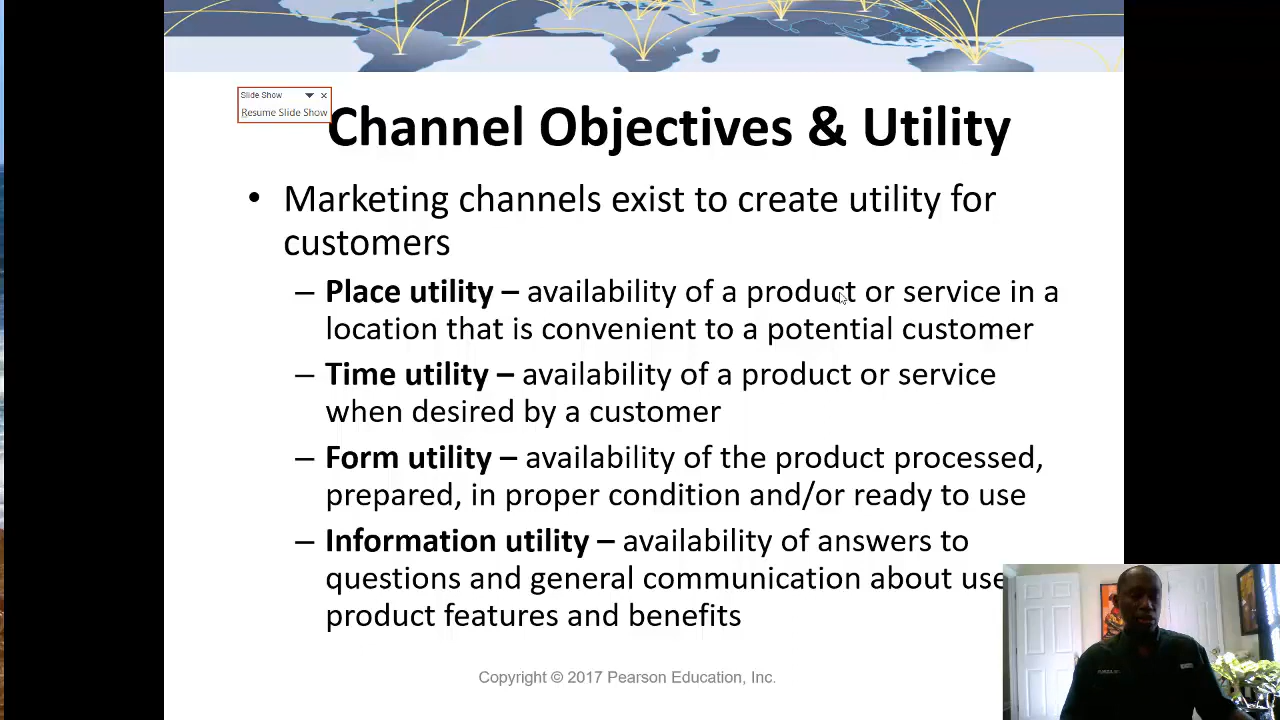 Slide Show
Resume Slide Show
Channel Objectives & Utility
• Marketing channels exist to create utility for
customers
– Place utility – availability of a product or service in a
location that is convenient to a potential customer
– Time utility – availability of a product or service
when desired by a customer
– Form utility – availability of the product processed,
prepared, in proper condition and/or ready to use
– Information utility – availability of answers to
questions and general communication about use
product features and benefits
Copyright © 2017 Pearson Education, Inc.